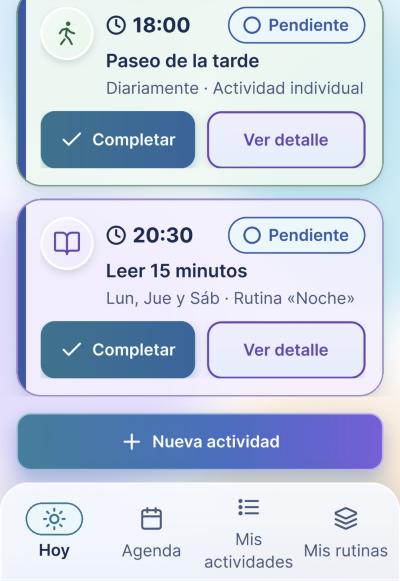 18:00
Pendiente
Paseo de la tarde
Diariamente · Actividad individual
Completar
Ver detalle
20:30
Pendiente
Leer 15 minutos
Lun, Jue y Sáb · Rutina «Noche»
Completar
Ver detalle
Nueva actividad
Hoy
Agenda
Mis
actividades
Mis rutinas